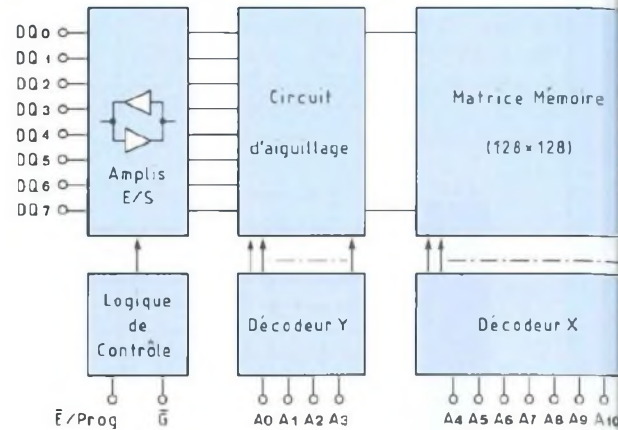 DQ0
DQ1
DQ2
DQ3
DQ4
DQ5
DQ6
DQ7
Amplis
E/S
Circuit
d'aiguillage
Matrice Mémoire
(128 × 128)
Logique
de
Contrôle
Décodeur Y
Décodeur X
E̅/Prog
G̅
A0 A1 A2 A3
A4 A5 A6 A7 A8 A9 A10